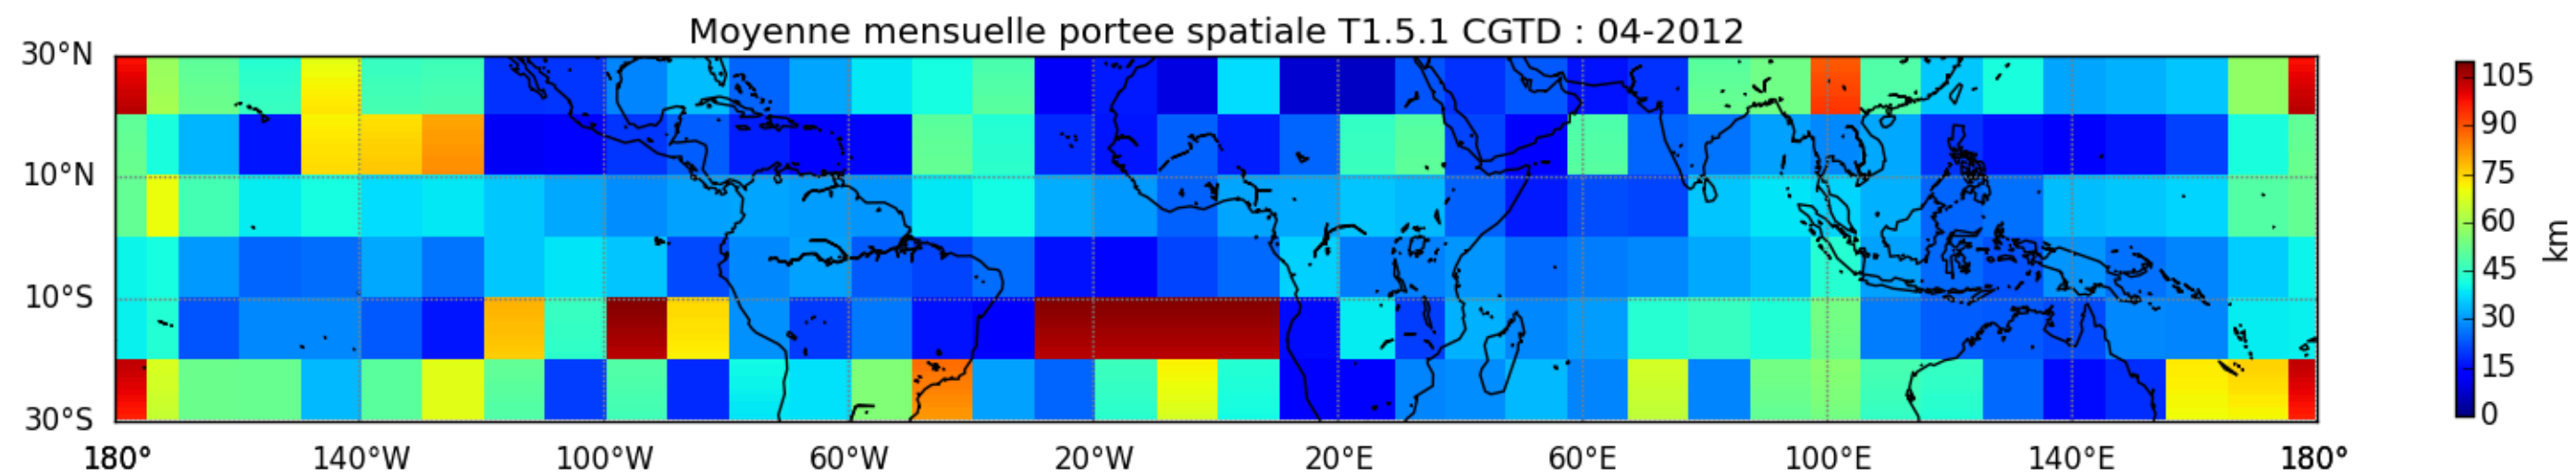 Moyenne mensuelle portee spatiale T1.5.1 CGTD : 04-2012
30°N
10°N
10°S
30°S
180° 140°W 100°W 60°W 20°W 20°E 60°E 100°E 140°E 180°
105
90
75
60
45
30
15
0
km